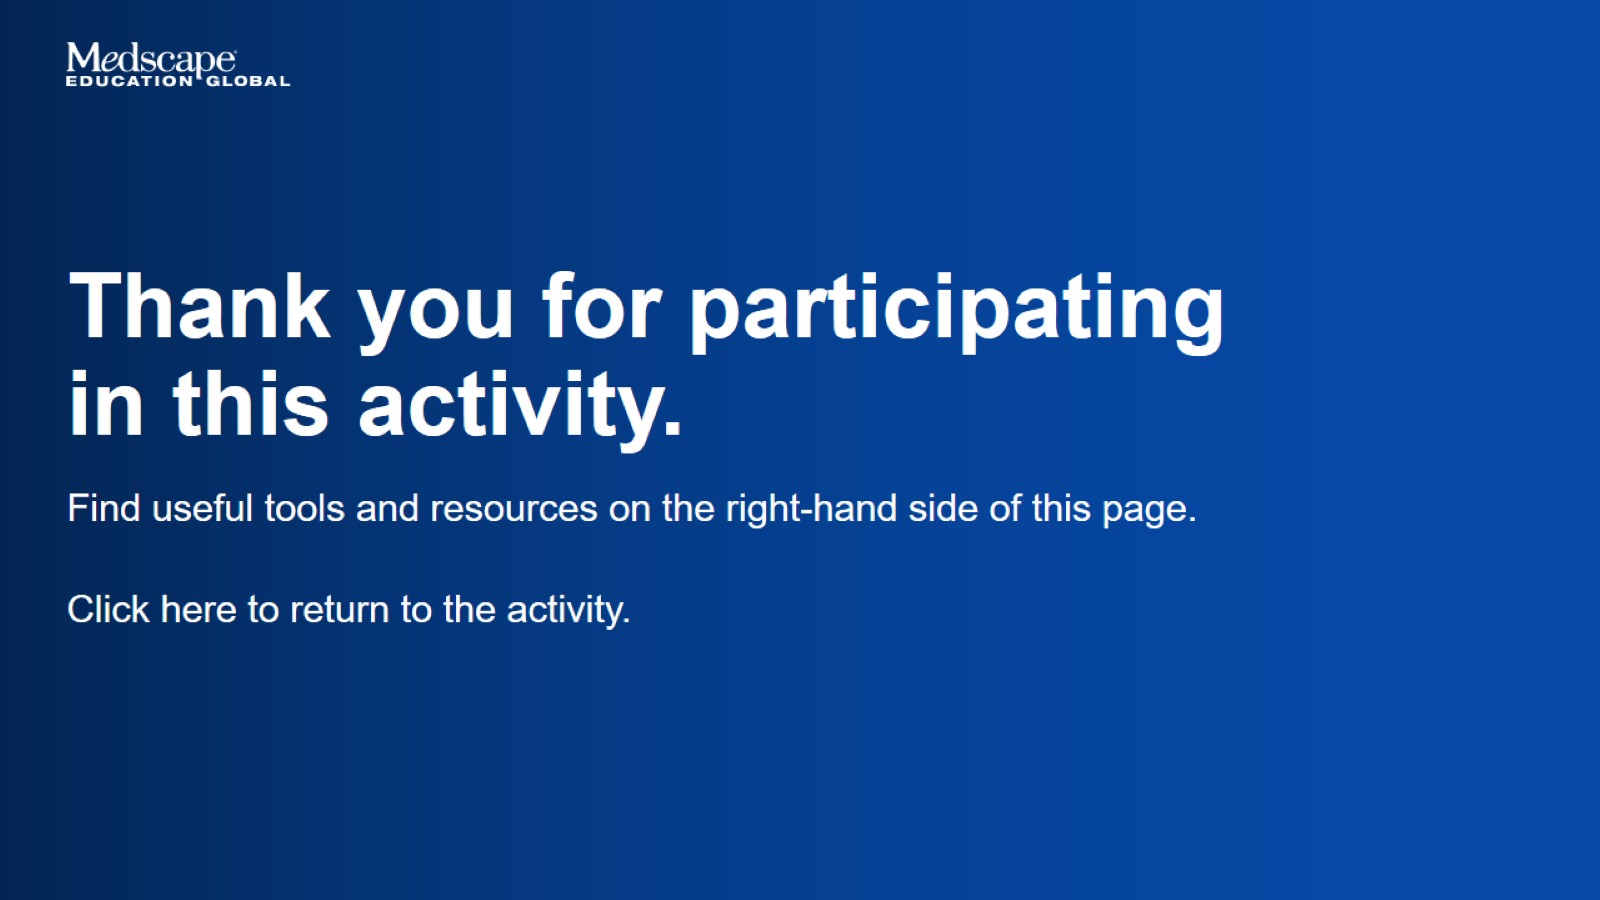 Medscape
EDUCATION GLOBAL
Thank you for participating
in this activity.
Find useful tools and resources on the right-hand side of this page.
Click here to return to the activity.